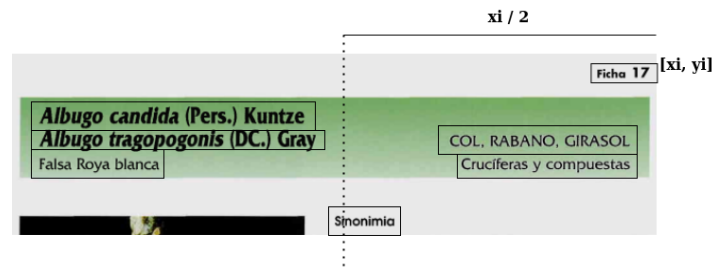 xi / 2
[xi, yi]
Ficha 17
Albugo candida (Pers.) Kuntze
Albugo tragopogonis (DC.) Gray
Falsa Roya blanca
COL, RABANO, GIRASOL
Crucíferas y compuestas
Sinonimia